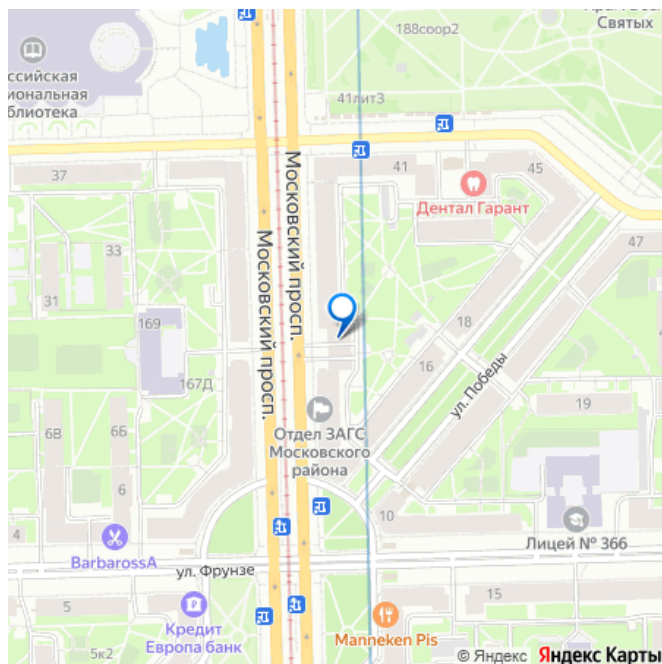 188соор2
Святых
ссийская
иональная
блиотека
41лит3
37
41
45
Дентал Гарант
47
33
31
Московский просп.
Московский просп.
169
18
16
167Д
ул. Победы
19
6В
6Б
6
Отдел ЗАГС
Московского
района
10
4
BarbarossA
Лицей № 366
ул. Фрунзе
5
15
Кредит
Европа банк
5к2
Manneken Pis
© Яндекс Яндекс Карты